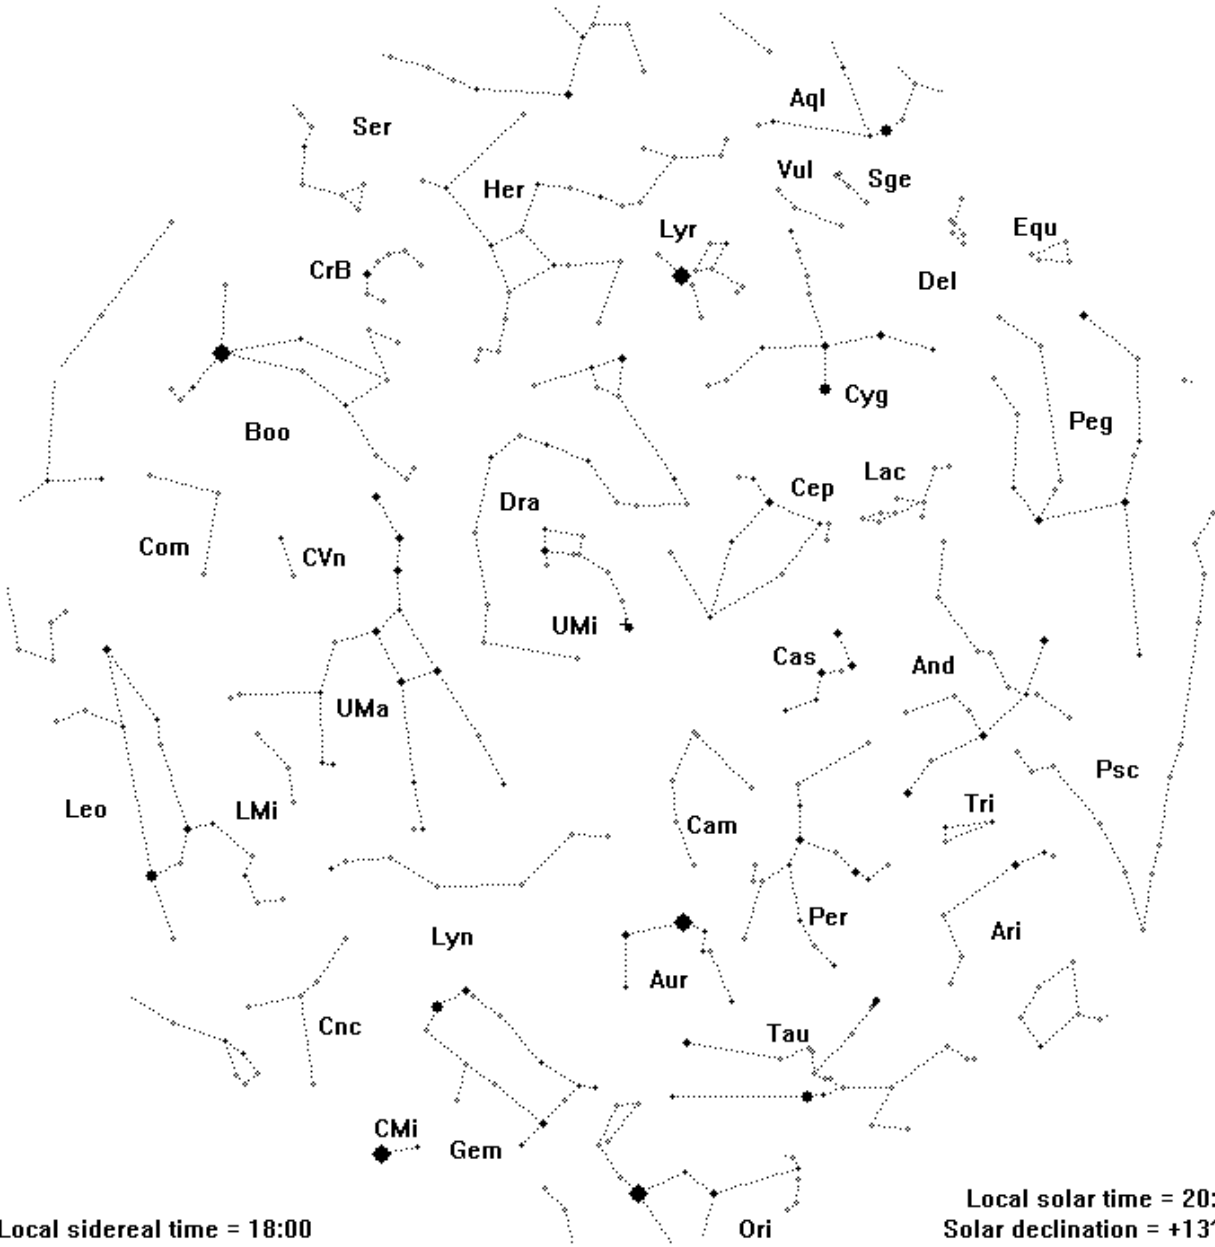 Aql
Ser
Vul
Sge
Her
Lyr
Equ
CrB
Del
Cyg
Peg
Boo
Lac
Cep
Dra
Com
CVn
UMi
Cas
And
UMa
Psc
Tri
Leo
LMi
Cam
Per
Ari
Lyn
Aur
Cnc
Tau
CMi
Gem
Ori
Local solar time = 20:
Local sidereal time = 18:00
Solar declination = +13°